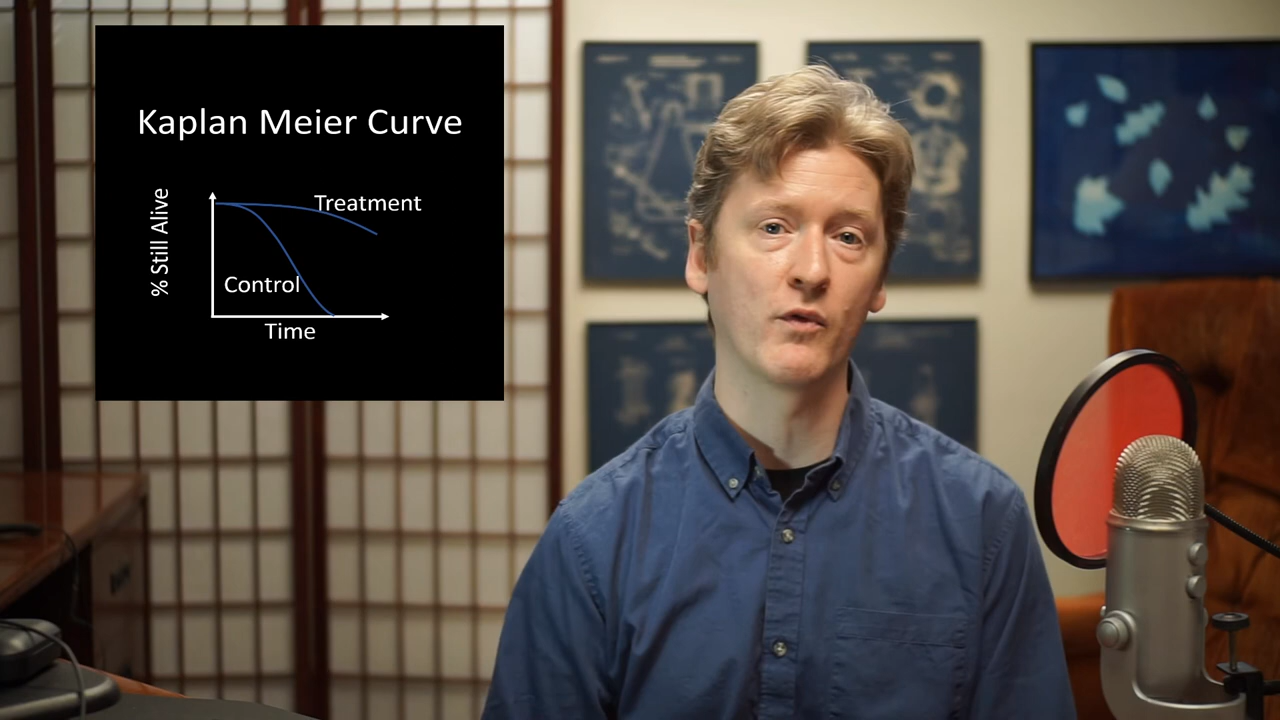 Kaplan Meier Curve
% Still Alive
Treatment
Control
Time